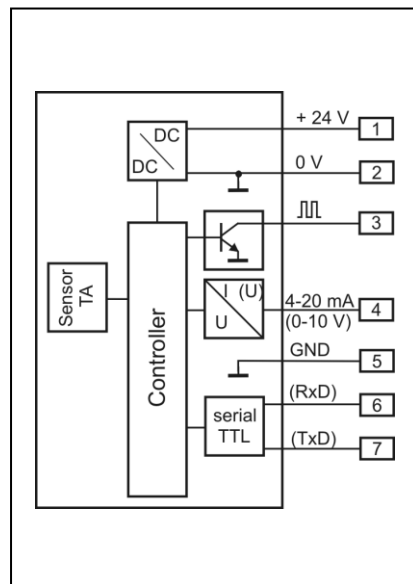 DC
DC
+ 24 V
1
0 V
2
3
Sensor
TA
Controller
I (U)
U
4-20 mA
(0-10 V)
4
GND
5
serial
TTL
(RxD)
6
(TxD)
7